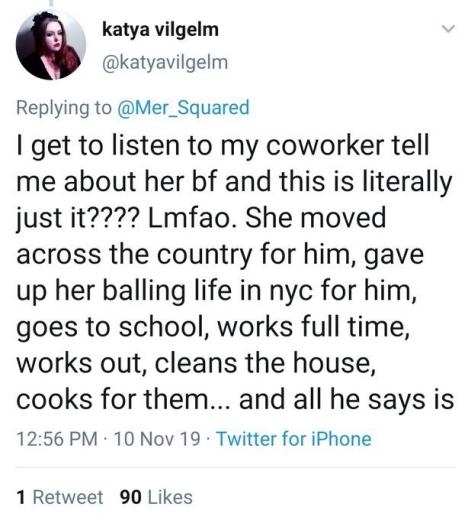 katya vilgelm
@katyavilgelm
Replying to @Mer_Squared
I get to listen to my coworker tell
me about her bf and this is literally
just it???? Lmfao. She moved
across the country for him, gave
up her balling life in nyc for him,
goes to school, works full time,
works out, cleans the house,
cooks for them... and all he says is
12:56 PM · 10 Nov 19 · Twitter for iPhone
1 Retweet 90 Likes